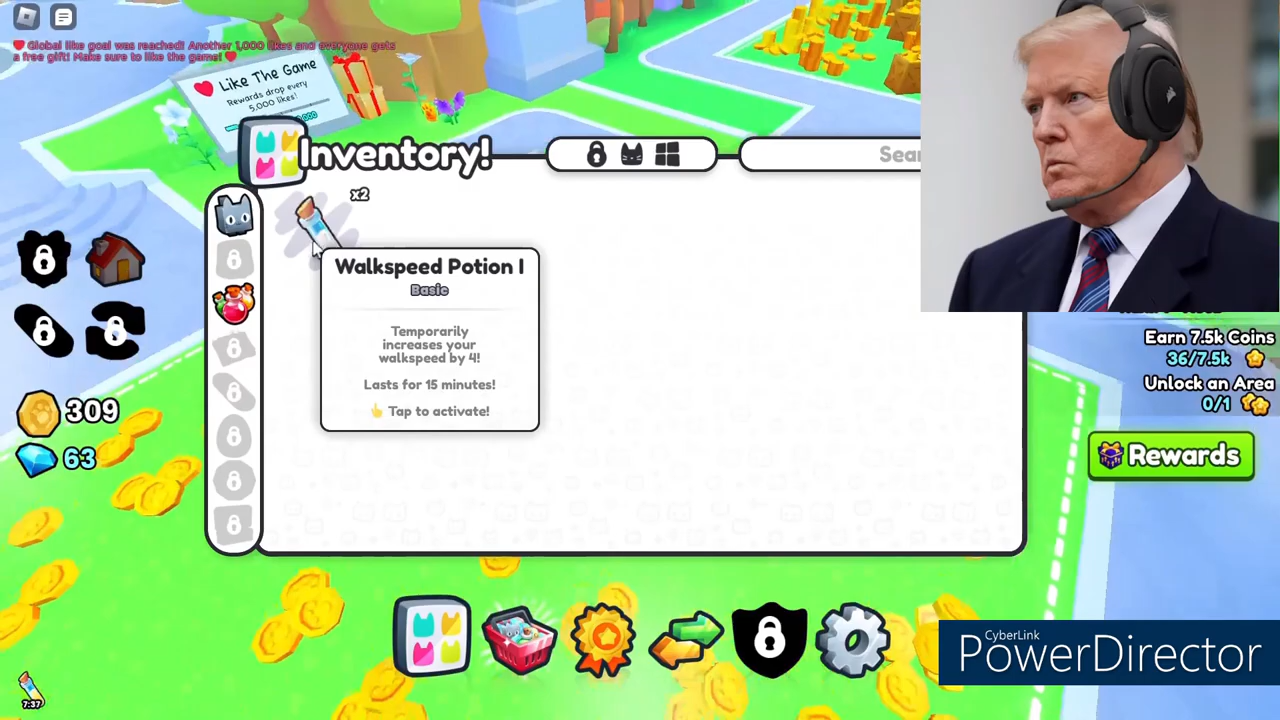 Global like goal was reached! Another 1,000 likes and everyone gets
a free gift! Make sure to like the game!
Like The Game
Rewards drop every
5,000 likes!
Inventory!
x2
Walkspeed Potion I
Basic
Temporarily
increases your
walkspeed by 4!
Lasts for 15 minutes!
Tap to activate!
309
63
Earn 7.5k Coins
36/7.5k
Unlock an Area
0/1
Rewards
7:37
CyberLink
PowerDirector